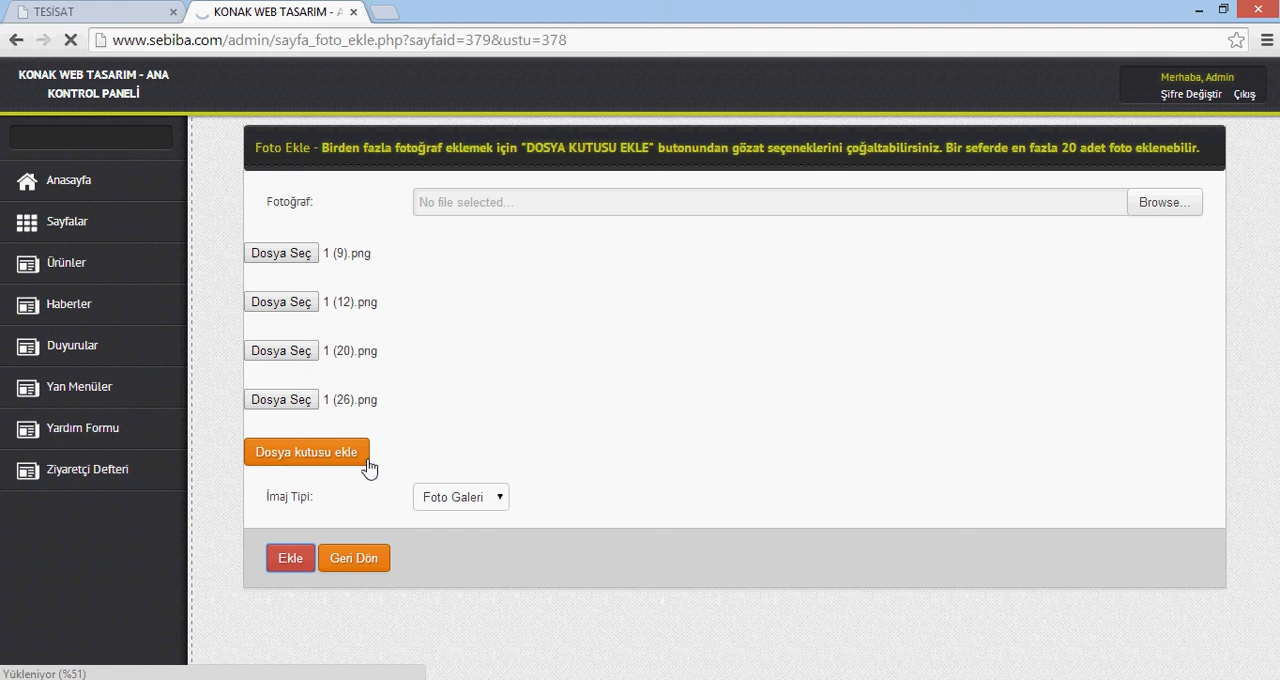 TESİSAT
KONAK WEB TASARIM - A
www.sebiba.com/admin/sayfa_foto_ekle.php?sayfaid=379&ustu=378
KONAK WEB TASARIM - ANA
KONTROL PANELİ
Merhaba, Admin
Şifre Değiştir Çıkış
Anasayfa
Sayfalar
Ürünler
Haberler
Duyurular
Yan Menüler
Yardım Formu
Ziyaretçi Defteri
Foto Ekle - Birden fazla fotoğraf eklemek için "DOSYA KUTUSU EKLE" butonundan gözat seçeneklerini çoğaltabilirsiniz. Bir seferde en fazla 20 adet foto eklenebilir.
Fotoğraf:
No file selected...
Browse...
Dosya Seç 1 (9).png
Dosya Seç 1 (12).png
Dosya Seç 1 (20).png
Dosya Seç 1 (26).png
Dosya kutusu ekle
İmaj Tipi:
Foto Galeri
Ekle
Geri Dön
Yükleniyor (%51)